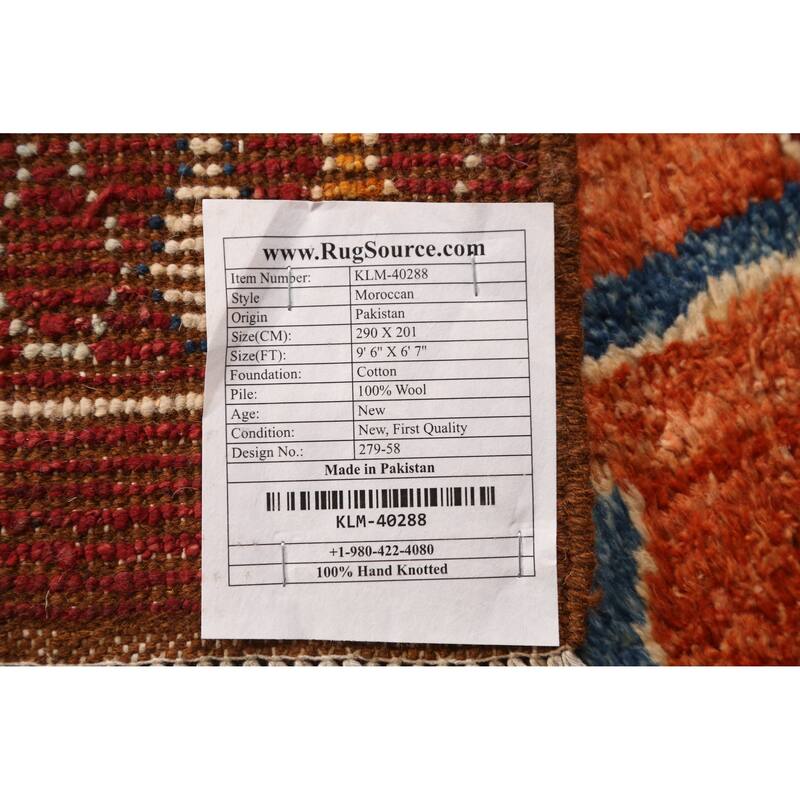 www.RugSource.com
Item Number: KLM-40288
Style Moroccan
Origin Pakistan
Size(CM): 290 X 201
Size(FT): 9' 6" X 6' 7"
Foundation: Cotton
Pile: 100% Wool
Age: New
Condition: New, First Quality
Design No.: 279-58
Made in Pakistan
KLM-40288
+1-980-422-4080
100% Hand Knotted